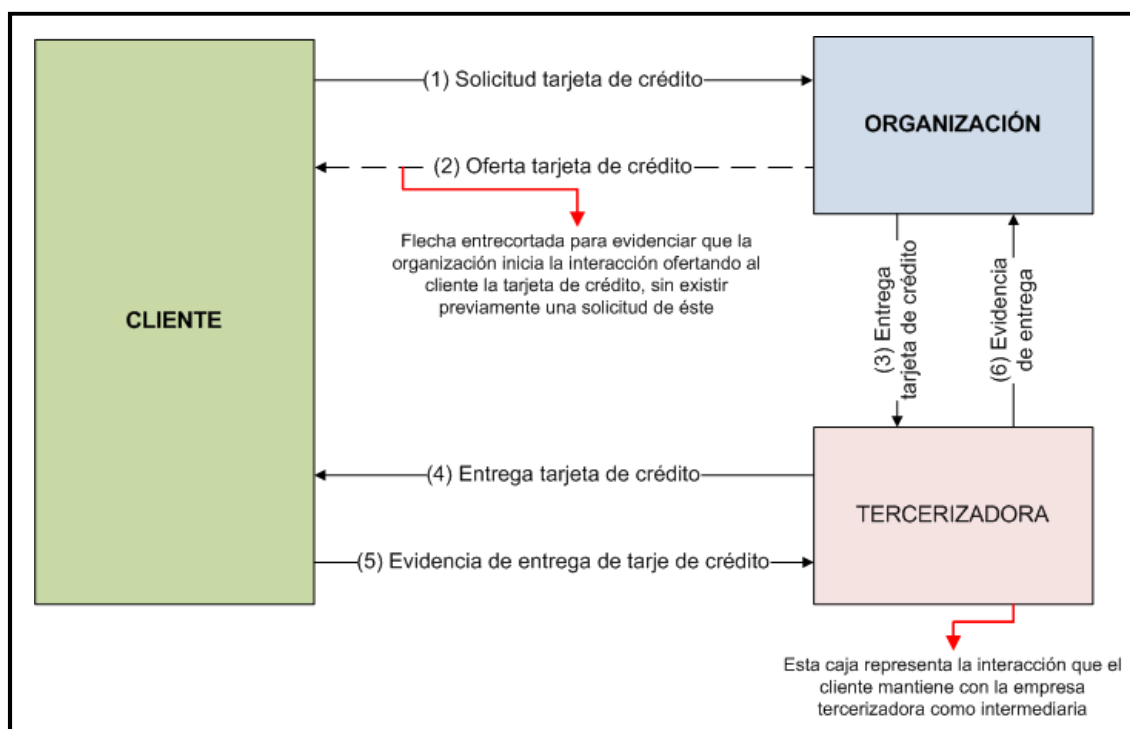 (1) Solicitud tarjeta de crédito
ORGANIZACIÓN
(2) Oferta tarjeta de crédito
Flecha entrecortada para evidenciar que la
organización inicia la interacción ofertando al
cliente la tarjeta de crédito, sin existir
previamente una solicitud de éste
CLIENTE
(3) Entrega
tarjeta de crédito
(6) Evidencia
de entrega
(4) Entrega tarjeta de crédito
TERCERIZADORA
(5) Evidencia de entrega de tarje de crédito
Esta caja representa la interacción que el
cliente mantiene con la empresa
tercerizadora como intermediaria